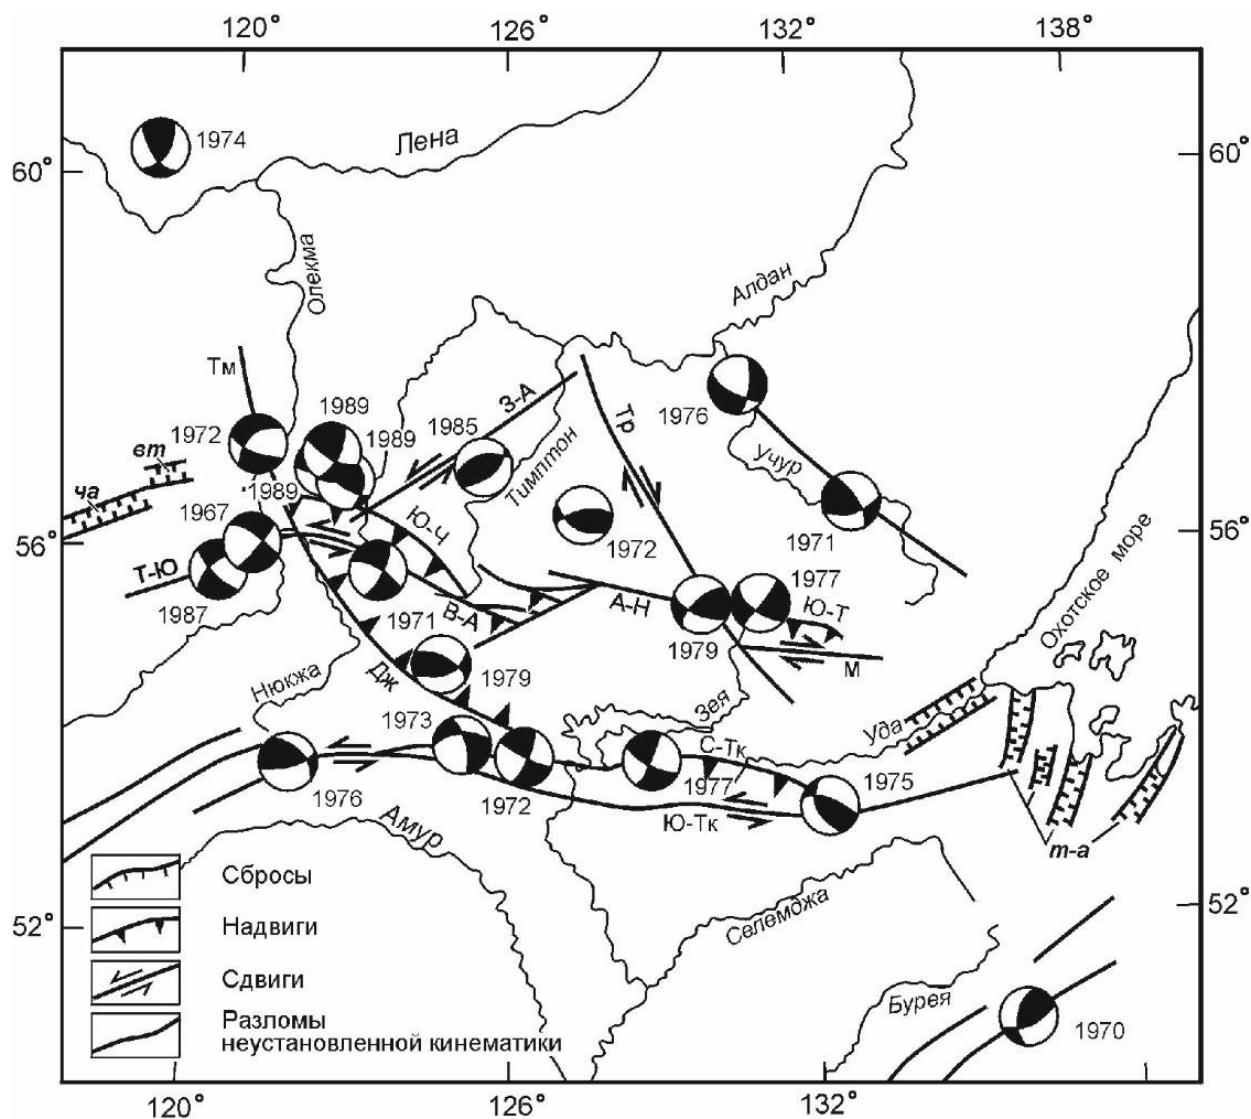 120°
126°
132°
138°
1974
Лена
60°
60°
Олекма
Алдан
Тм
З-А
1989
1985
Тр
1976
1972
1989
вт
Тимптон
Учур
ча
1989
1967
Ю-Ч
1972
1971
Охотское море
56°
56°
Т-Ю
1977
А-Н
Ю-Т
1987
1971
В-А
1979
М
Дж
1979
Нюкжа
Зея
Уда
1973
С-Тк
1975
1976
1972
1977
Амур
Ю-Тк
т-а
Сбросы
Надвиги
Селемджа
52°
52°
Сдвиги
Разломы
неустановленной кинематики
Бурея
1970
120°
126°
132°